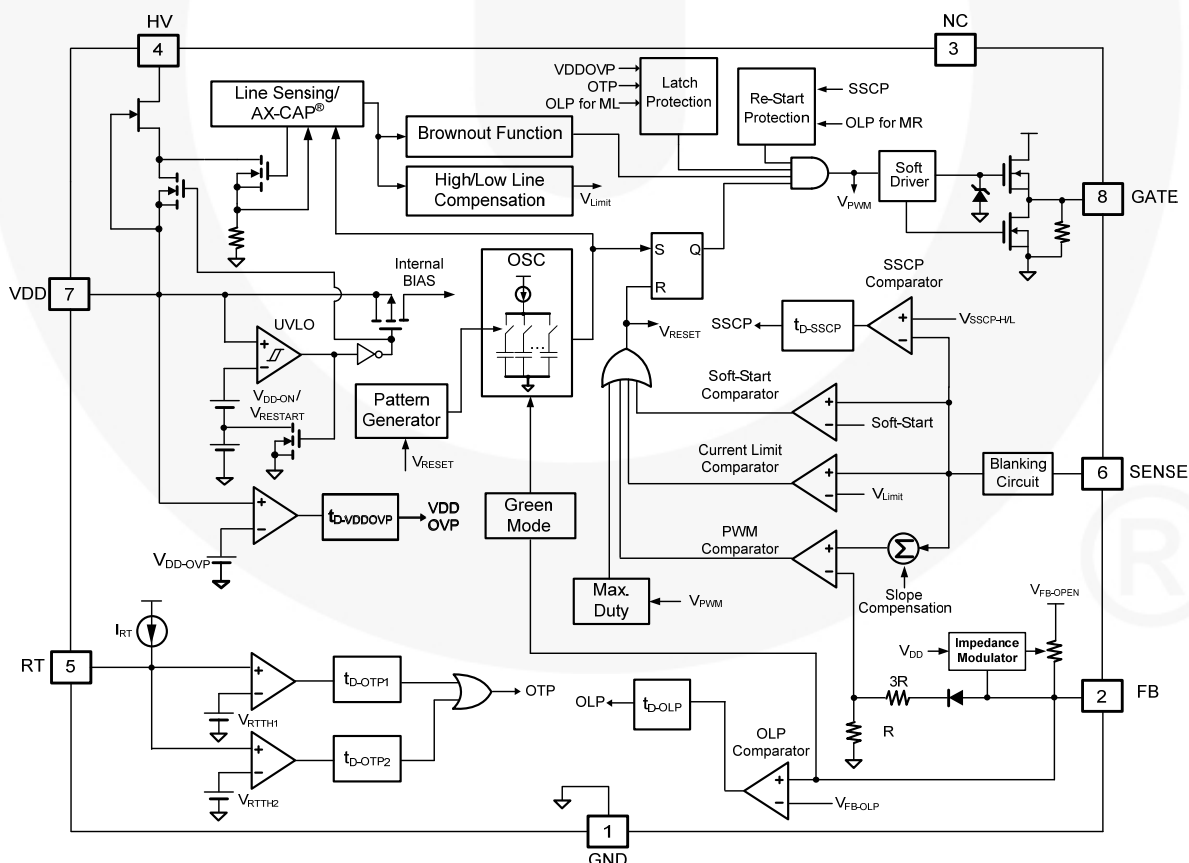 HV
4
NC
3
Line Sensing/
AX-CAP®
Brownout Function
High/Low Line
Compensation
VLimit
VDDOVP
OTP
OLP for ML
Latch
Protection
Re-Start
Protection
SSCP
OLP for MR
VPWM
Soft
Driver
8
GATE
VDD
7
Internal
BIAS
OSC
...
S
Q
R
VRESET
UVLO
+
−
VDD-ON/
VRESTART
Pattern
Generator
VRESET
SSCP
Comparator
SSCP
tD-SSCP
+
−
VSSCP-H/L
Soft-Start
Comparator
+
−
Soft-Start
Current Limit
Comparator
+
−
VLimit
Blanking
Circuit
6
SENSE
+
−
tD-VDDOVP
VDD
OVP
VDD-OVP
Green
Mode
PWM
Comparator
+
−
Σ
Slope
Compensation
Max.
Duty
VPWM
VFB-OPEN
VDD
Impedance
Modulator
IRT
RT
5
+
−
VRTTH1
tD-OTP1
OTP
+
−
VRTTH2
tD-OTP2
3R
R
2
FB
OLP
tD-OLP
OLP
Comparator
+
−
VFB-OLP
1
GND
®